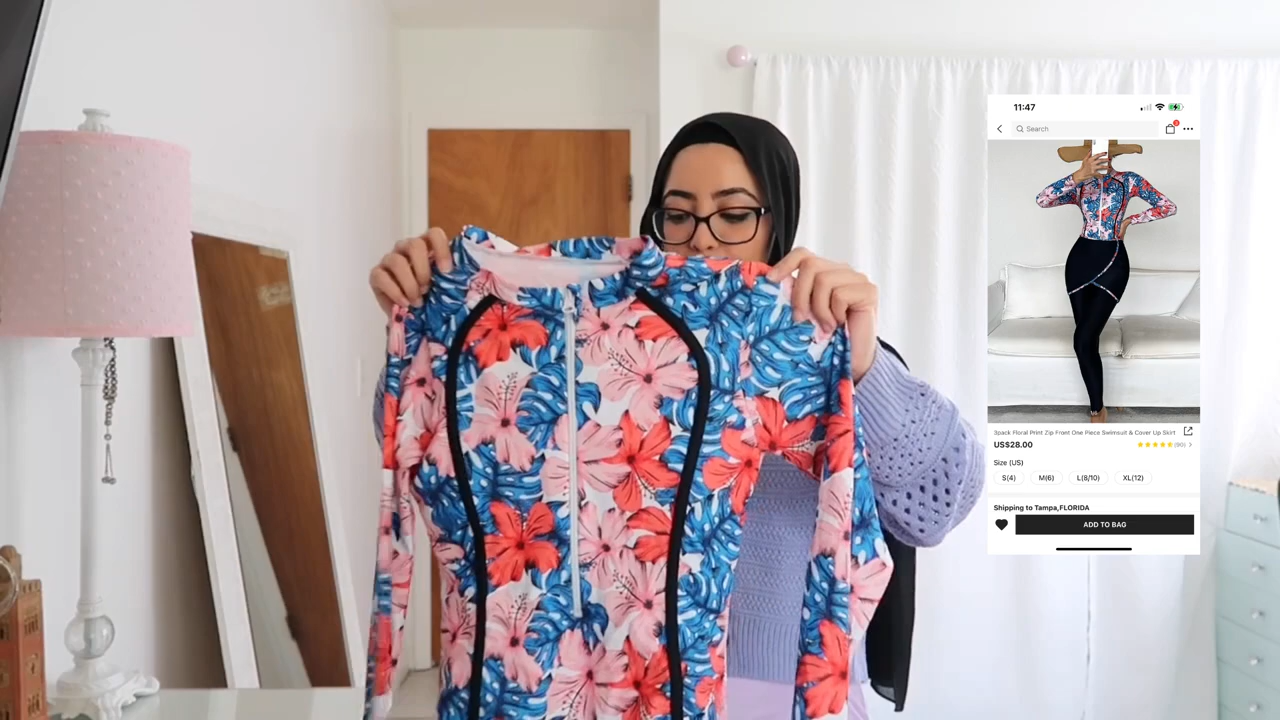 11:47
Search
3pack Floral Print Zip Front One Piece Swimsuit & Cover Up Skirt
US$28.00
(90)
Size (US)
S(4) M(6) L(8/10) XL(12)
Shipping to Tampa,FLORIDA
ADD TO BAG